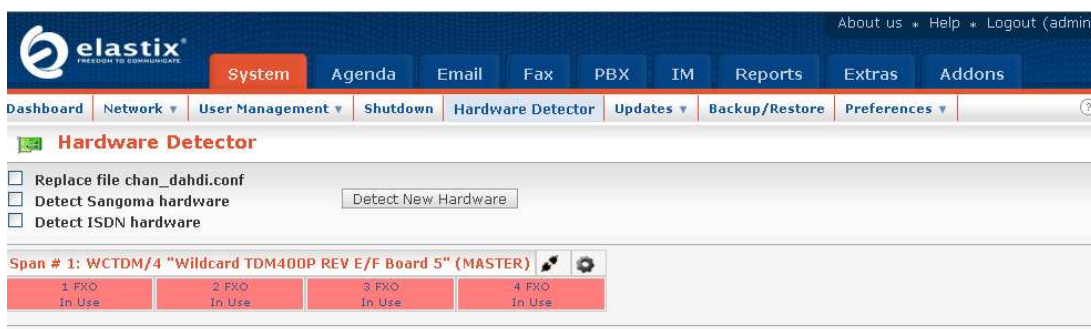 About us * Help * Logout (admin
elastix®
FREEDOM TO COMMUNICATE
System Agenda Email Fax PBX IM Reports Extras Addons
Dashboard Network User Management Shutdown Hardware Detector Updates Backup/Restore Preferences ?
Hardware Detector
Replace file chan_dahdi.conf
Detect Sangoma hardware
Detect New Hardware
Detect ISDN hardware
Span # 1: WCTDM/4 "Wildcard TDM400P REV E/F Board 5" (MASTER)
1 FXO 2 FXO 3 FXO 4 FXO
In Use In Use In Use In Use